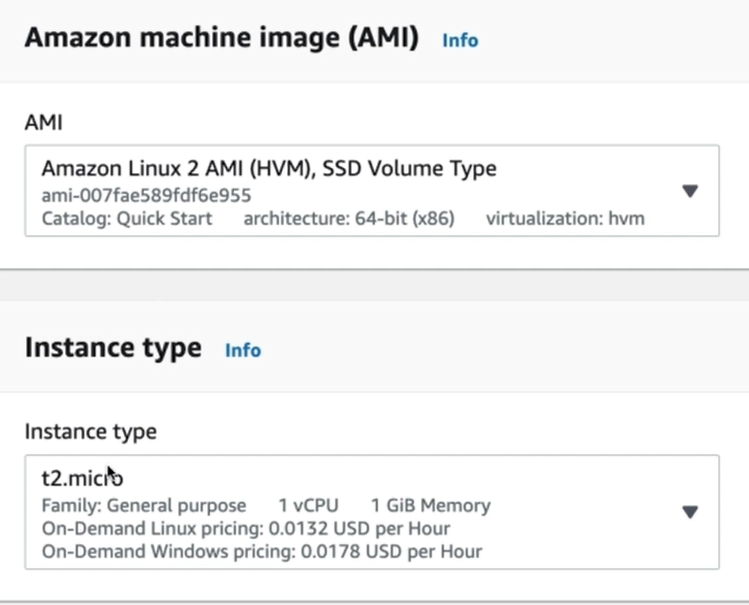 Amazon machine image (AMI) Info
AMI
Amazon Linux 2 AMI (HVM), SSD Volume Type
ami-007fae589fdf6e955
Catalog: Quick Start architecture: 64-bit (x86) virtualization: hvm
Instance type Info
Instance type
t2.micro
Family: General purpose 1 vCPU 1 GiB Memory
On-Demand Linux pricing: 0.0132 USD per Hour
On-Demand Windows pricing: 0.0178 USD per Hour